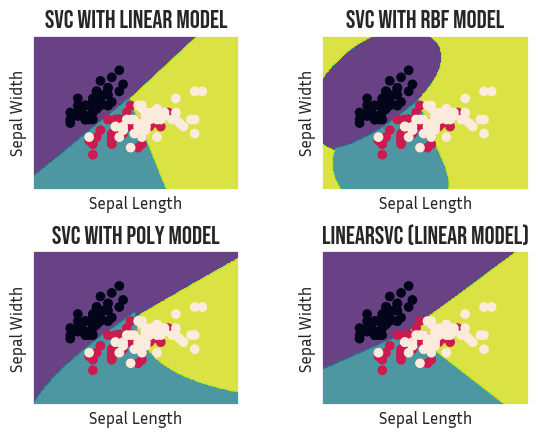 SVC WITH LINEAR MODEL
SVC WITH RBF MODEL
Sepal Width
Sepal Width
Sepal Length
Sepal Length
SVC WITH POLY MODEL
LINEARSVC (LINEAR MODEL)
Sepal Width
Sepal Width
Sepal Length
Sepal Length